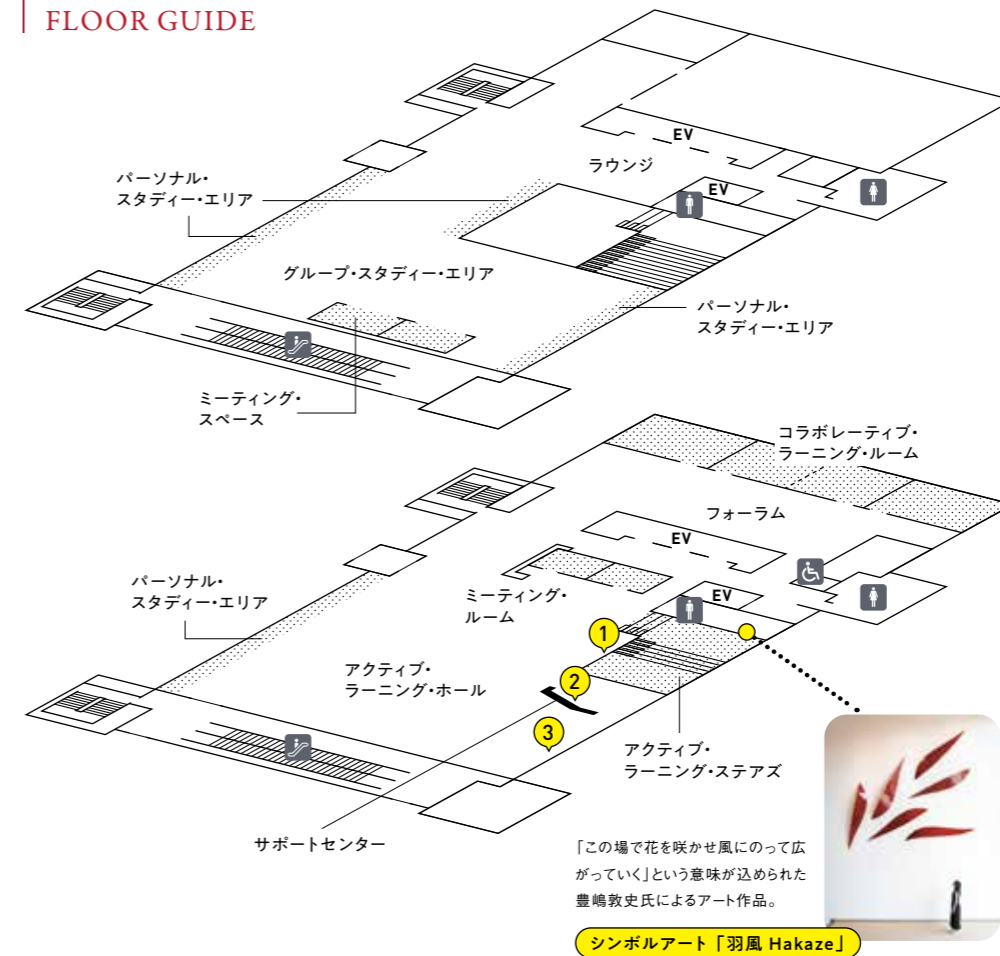 FLOOR GUIDE
EV
ラウンジ
EV
パーソナル・
スタディー・エリア
グループ・スタディー・エリア
パーソナル・
スタディー・エリア
ミーティング・
スペース
コラボレーティブ・
ラーニング・ルーム
フォーラム
EV
パーソナル・
スタディー・エリア
ミーティング・
ルーム
EV
1
アクティブ・
ラーニング・ホール
2
3
アクティブ・
ラーニング・ステアズ
サポートセンター
「この場で花を咲かせ風にのって広
がっていく」という意味が込められた
豊嶋敦史氏によるアート作品。
シンボルアート「羽風 Hakaze」